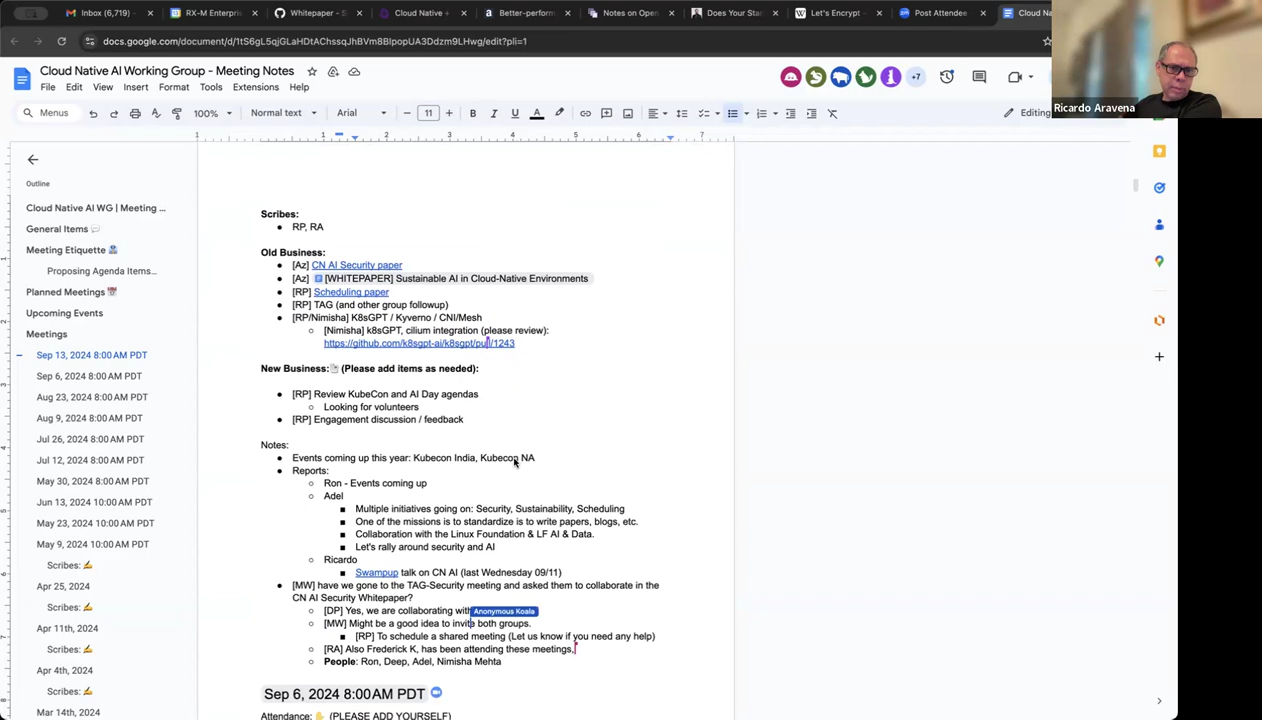 Inbox (6,719)
RX-M Enterpri
Whitepaper - S
Cloud Native +
Better-perform
Notes on Open
Does Your Star
Let's Encrypt -
Post Attendee
Cloud Na
docs.google.com/document/d/1tS6gL5qjGLaHDtAChssqJhBVm8BlpopUA3Ddzm9LHwg/edit?pli=1
Ricardo Aravena
Cloud Native AI Working Group - Meeting Notes
File Edit View Insert Format Tools Extensions Help
+7
Menus 100% Normal text Arial 11 Editing
1 1 2 3 4 5 6 7
Outline
Cloud Native AI WG | Meeting ...
General Items 💬
Meeting Etiquette
Proposing Agenda Items...
Planned Meetings 📅
Upcoming Events
Meetings
Sep 13, 2024 8:00 AM PDT
Sep 6, 2024 8:00 AM PDT
Aug 23, 2024 8:00 AM PDT
Aug 9, 2024 8:00 AM PDT
Jul 26, 2024 8:00 AM PDT
Jul 12, 2024 8:00 AM PDT
May 30, 2024 8:00 AM PDT
Jun 13, 2024 10:00 AM PDT
May 23, 2024 10:00 AM PDT
May 9, 2024 10:00 AM PDT
Scribes: ✍
Apr 25, 2024
Scribes: ✍
Apr 11th, 2024
Scribes: ✍
Apr 4th, 2024
Scribes: ✍
Mar 14th, 2024
Scribes:
● RP, RA
Old Business:
● [Az] CN AI Security paper
● [Az] [WHITEPAPER] Sustainable AI in Cloud-Native Environments
● [RP] Scheduling paper
● [RP] TAG (and other group followup)
● [RP/Nimisha] K8sGPT / Kyverno / CNI/Mesh
○ [Nimisha] k8sGPT, cilium integration (please review):
https://github.com/k8sgpt-ai/k8sgpt/pull/1243
New Business: (Please add items as needed):
● [RP] Review KubeCon and AI Day agendas
○ Looking for volunteers
● [RP] Engagement discussion / feedback
Notes:
● Events coming up this year: Kubecon India, Kubecon NA
● Reports:
○ Ron - Events coming up
○ Adel
■ Multiple initiatives going on: Security, Sustainability, Scheduling
■ One of the missions is to standardize is to write papers, blogs, etc.
■ Collaboration with the Linux Foundation & LF AI & Data.
■ Let's rally around security and AI
○ Ricardo
■ Swampup talk on CN AI (last Wednesday 09/11)
● [MW] have we gone to the TAG-Security meeting and asked them to collaborate in the
CN AI Security Whitepaper?
○ [DP] Yes, we are collaborating with
Anonymous Koala
○ [MW] Might be a good idea to invite both groups.
■ [RP] To schedule a shared meeting (Let us know if you need any help)
○ [RA] Also Frederick K, has been attending these meetings.
○ People: Ron, Deep, Adel, Nimisha Mehta
Sep 6, 2024 8:00AM PDT
Attendance: ✋ (PLEASE ADD YOURSELF)